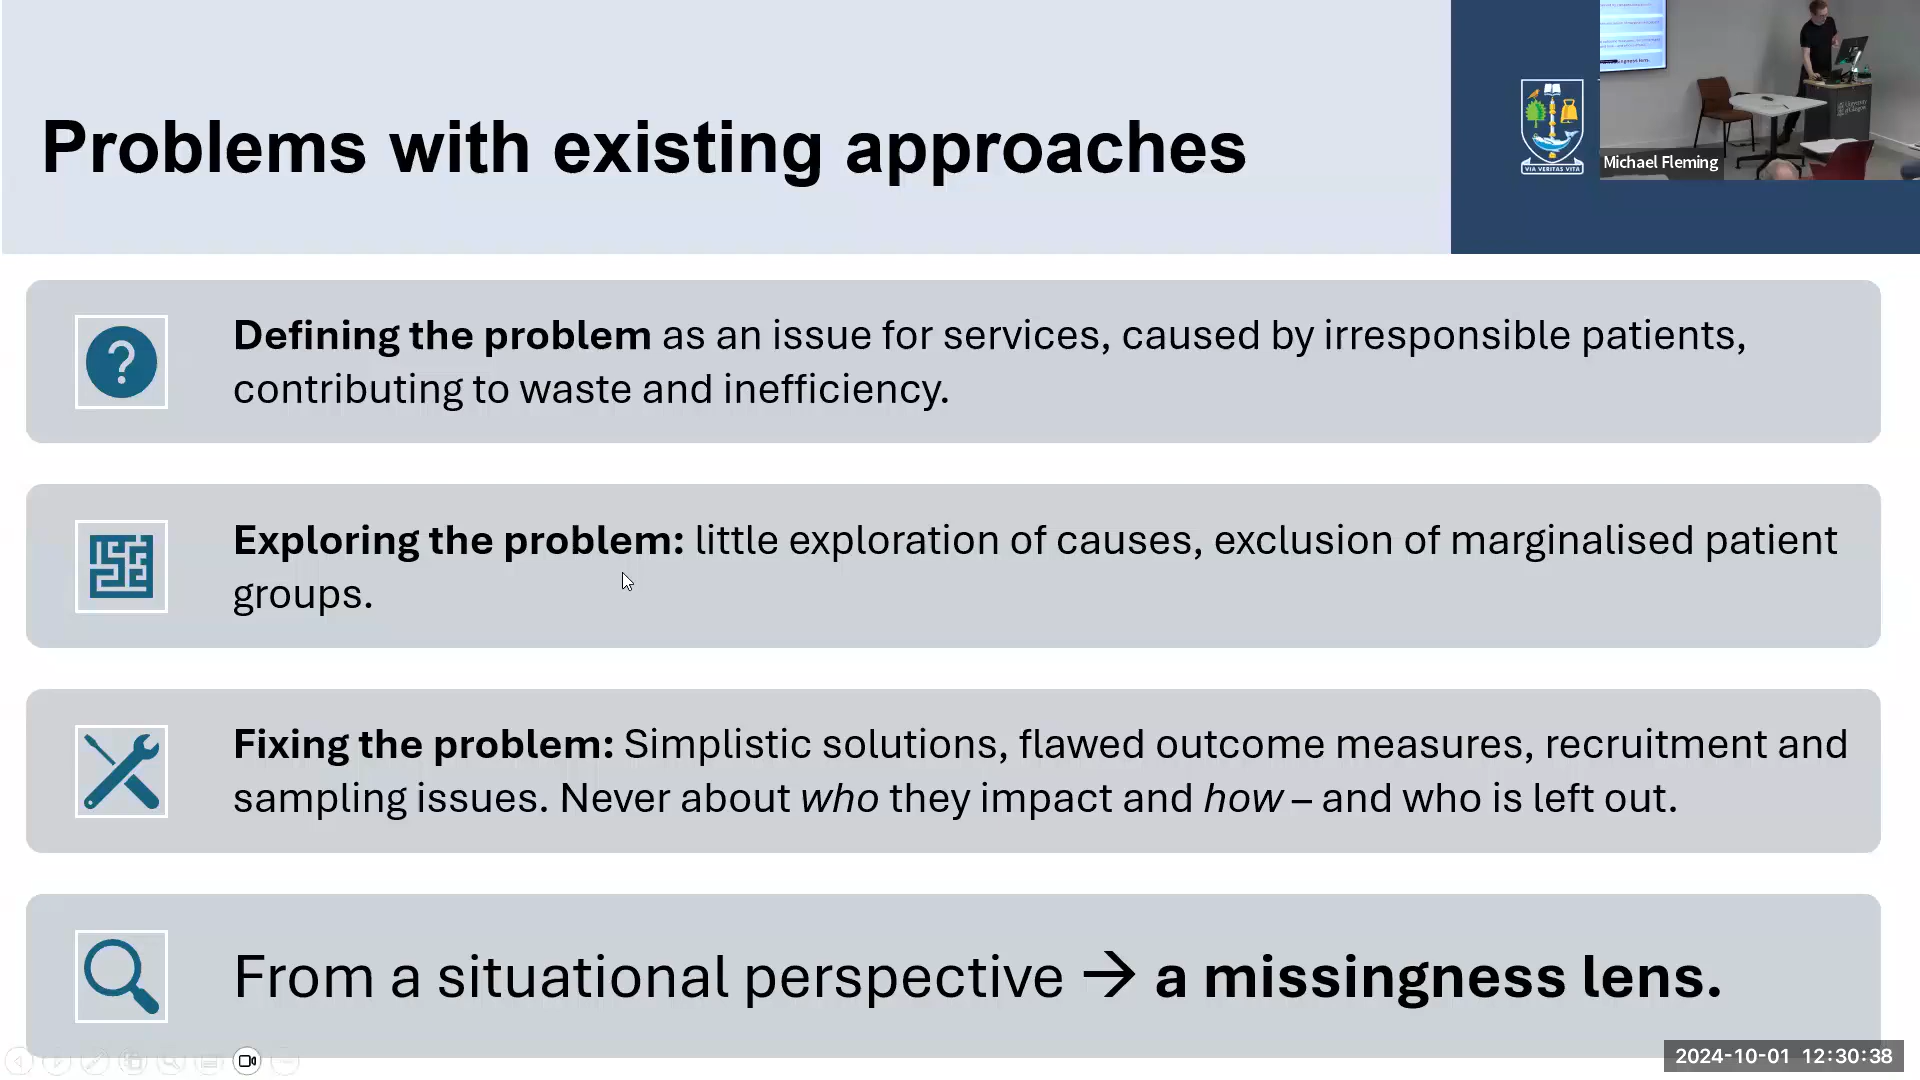 Problems with existing approaches
VIA VERITAS VITA
Michael Fleming
Defining the problem as an issue for services, caused by irresponsible patients,
contributing to waste and inefficiency.
Exploring the problem: little exploration of causes, exclusion of marginalised patient
groups.
Fixing the problem: Simplistic solutions, flawed outcome measures, recruitment and
sampling issues. Never about who they impact and how – and who is left out.
From a situational perspective → a missingness lens.
2024-10-01 12:30:38